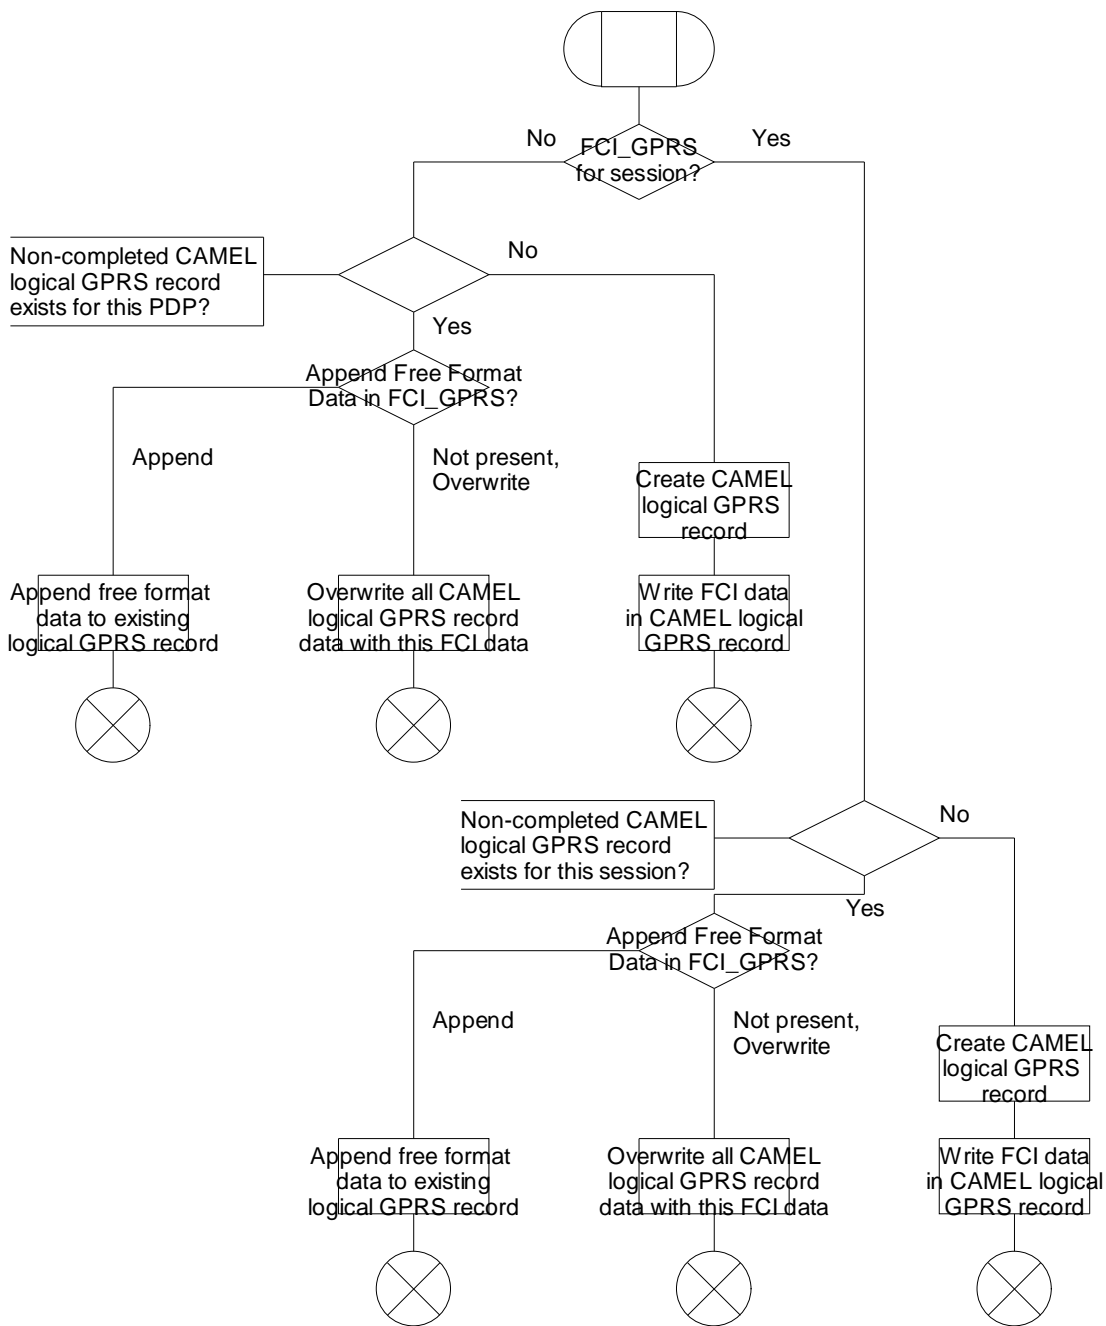 No
Yes
FCI_GPRS
for session?
Non-completed CAMEL
logical GPRS record
exists for this PDP?
No
Yes
Append Free Format
Data in FCI_GPRS?
Append
Not present,
Overwrite
Create CAMEL
logical GPRS
record
Append free format
data to existing
logical GPRS record
Overwrite all CAMEL
logical GPRS record
data with this FCI data
Write FCI data
in CAMEL logical
GPRS record
Non-completed CAMEL
logical GPRS record
exists for this session?
No
Yes
Append Free Format
Data in FCI_GPRS?
Append
Not present,
Overwrite
Create CAMEL
logical GPRS
record
Append free format
data to existing
logical GPRS record
Overwrite all CAMEL
logical GPRS record
data with this FCI data
Write FCI data
in CAMEL logical
GPRS record